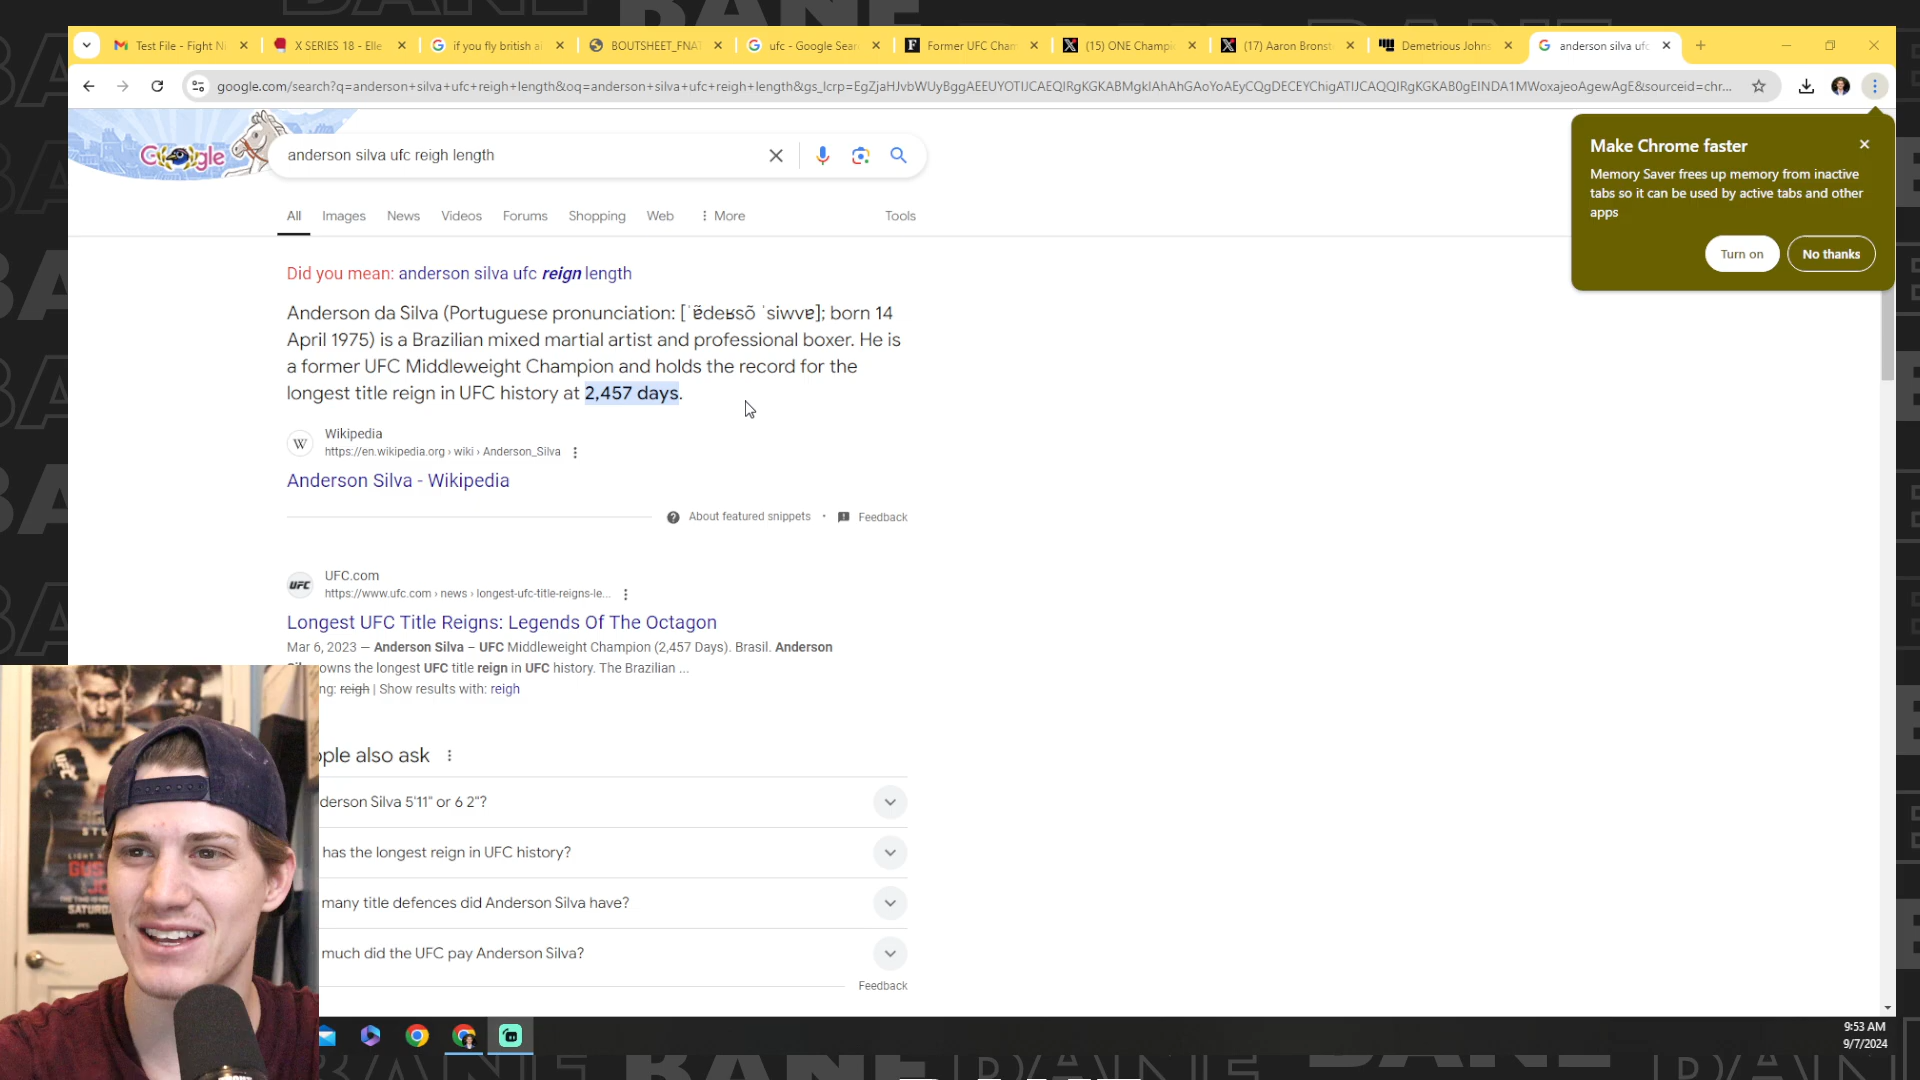 Test File - Fight Ni
X SERIES 18 - Elle
if you fly british ai
BOUTSHEET_FNAT
ufc - Google Sear
Former UFC Cham
(15) ONE Champi
(17) Aaron Bronst
Demetrious Johns
anderson silva ufc
google.com/search?q=anderson+silva+ufc+reigh+length&oq=anderson+silva+ufc+reigh+length&gs_lcrp=EgZjaHJvbWUyBggAEEUYOTIJCAEQIRgKGKABMgkIAhAhGAoYoAEyCQgDECEYChigATIJCAQQIRgKGKAB0gEINDA1MWoxajeoAgewAgE&sourceid=chr...
Make Chrome faster
Memory Saver frees up memory from inactive
tabs so it can be used by active tabs and other
apps
Turn on
No thanks
Google
anderson silva ufc reigh length
All Images News Videos Forums Shopping Web More Tools
Did you mean: anderson silva ufc reign length
Anderson da Silva (Portuguese pronunciation: [ˈɐ̃deʁsõ ˈsiwvɐ]; born 14
April 1975) is a Brazilian mixed martial artist and professional boxer. He is
a former UFC Middleweight Champion and holds the record for the
longest title reign in UFC history at 2,457 days.
W
Wikipedia
https://en.wikipedia.org › wiki › Anderson_Silva
Anderson Silva - Wikipedia
About featured snippets • Feedback
UFC
UFC.com
https://www.ufc.com › news › longest-ufc-title-reigns-le...
Longest UFC Title Reigns: Legends Of The Octagon
Mar 6, 2023 — Anderson Silva – UFC Middleweight Champion (2,457 Days). Brasil. Anderson
owns the longest UFC title reign in UFC history. The Brazilian ...
ng: reigh | Show results with: reigh
ple also ask
derson Silva 5'11" or 6 2"?
has the longest reign in UFC history?
many title defences did Anderson Silva have?
much did the UFC pay Anderson Silva?
Feedback
9:53 AM
9/7/2024
BANE